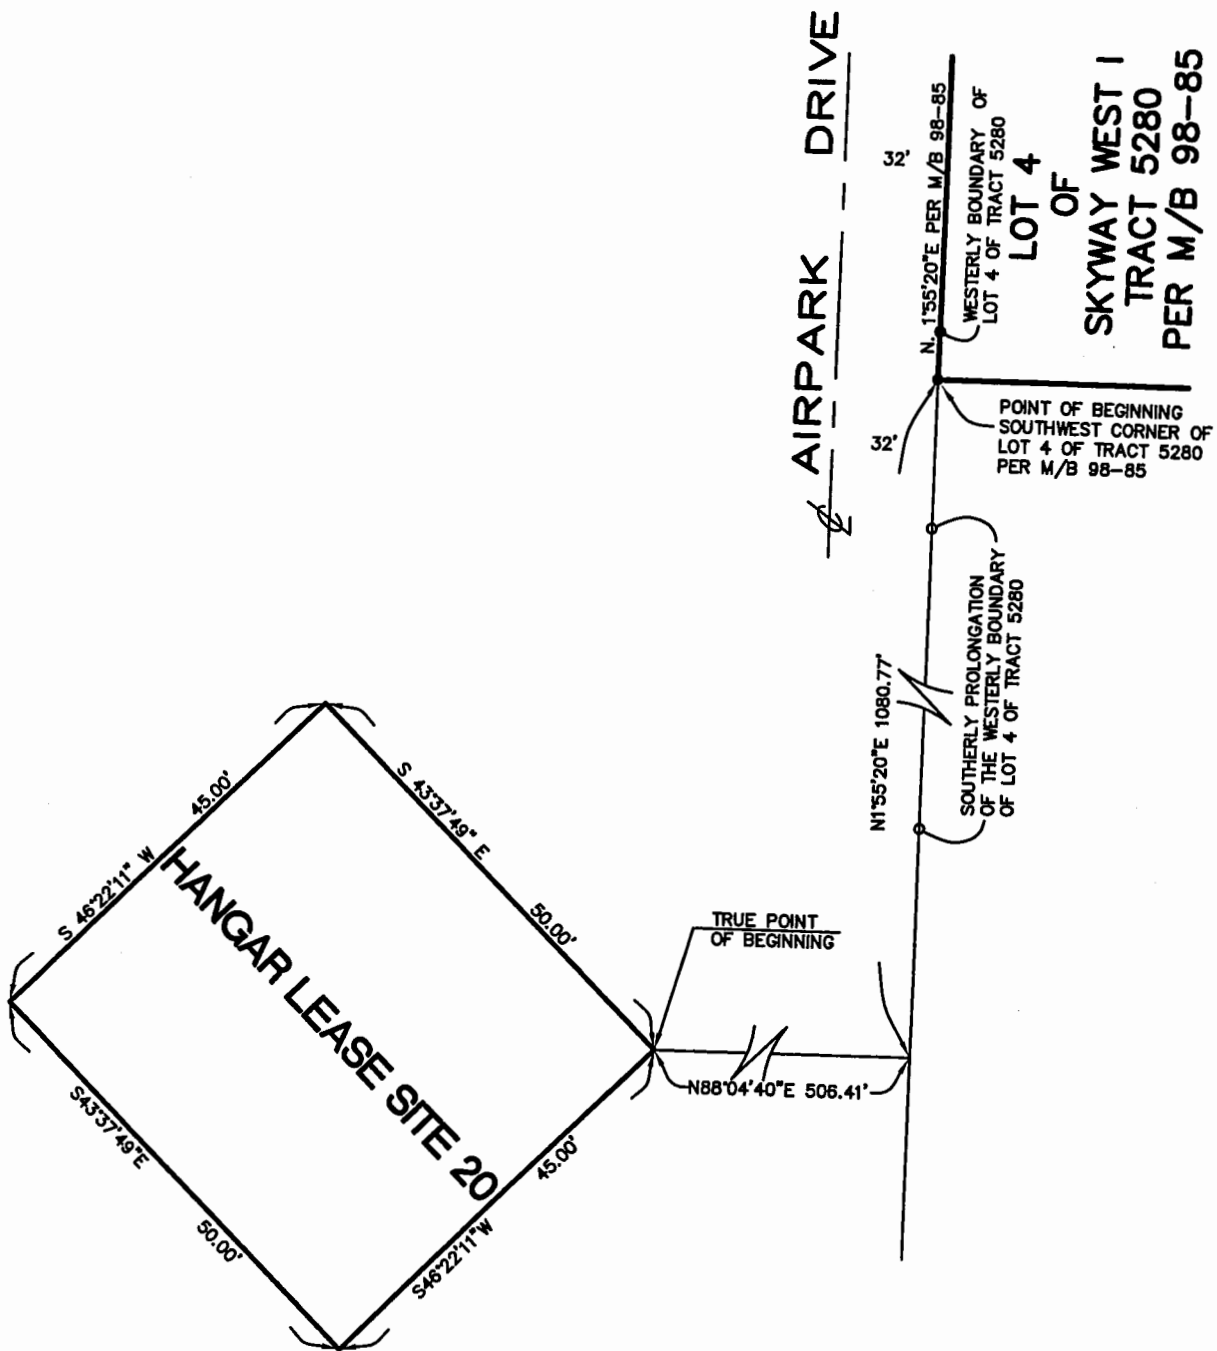 AIRPARK DRIVE
32'
N. 1°55'20"E PER M/B 98-85
WESTERLY BOUNDARY OF
LOT 4 OF TRACT 5280
LOT 4
OF
SKYWAY WEST I
TRACT 5280
PER M/B 98-85
32'
POINT OF BEGINNING
SOUTHWEST CORNER OF
LOT 4 OF TRACT 5280
PER M/B 98-85
℄
N1°55'20"E 1080.77'
SOUTHERLY PROLONGATION
OF THE WESTERLY BOUNDARY
OF LOT 4 OF TRACT 5280
S 46°22'11" W
45.00'
S 43°37'49" E
50.00'
HANGAR LEASE SITE 20
TRUE POINT
OF BEGINNING
N88°04'40"E 506.41'
S43°37'49"E
50.00'
S46°22'11"W
45.00'